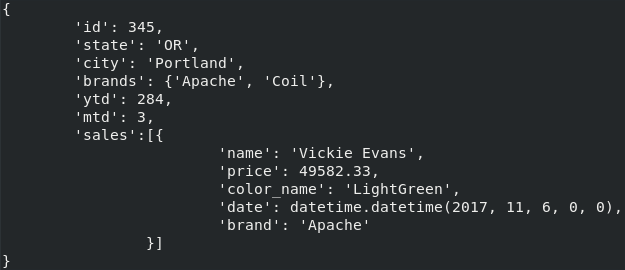 {
'id': 345,
'state': 'OR',
'city': 'Portland',
'brands': {'Apache', 'Coil'},
'ytd': 284,
'mtd': 3,
'sales':[{
'name': 'Vickie Evans',
'price': 49582.33,
'color_name': 'LightGreen',
'date': datetime.datetime(2017, 11, 6, 0, 0),
'brand': 'Apache'
}]
}